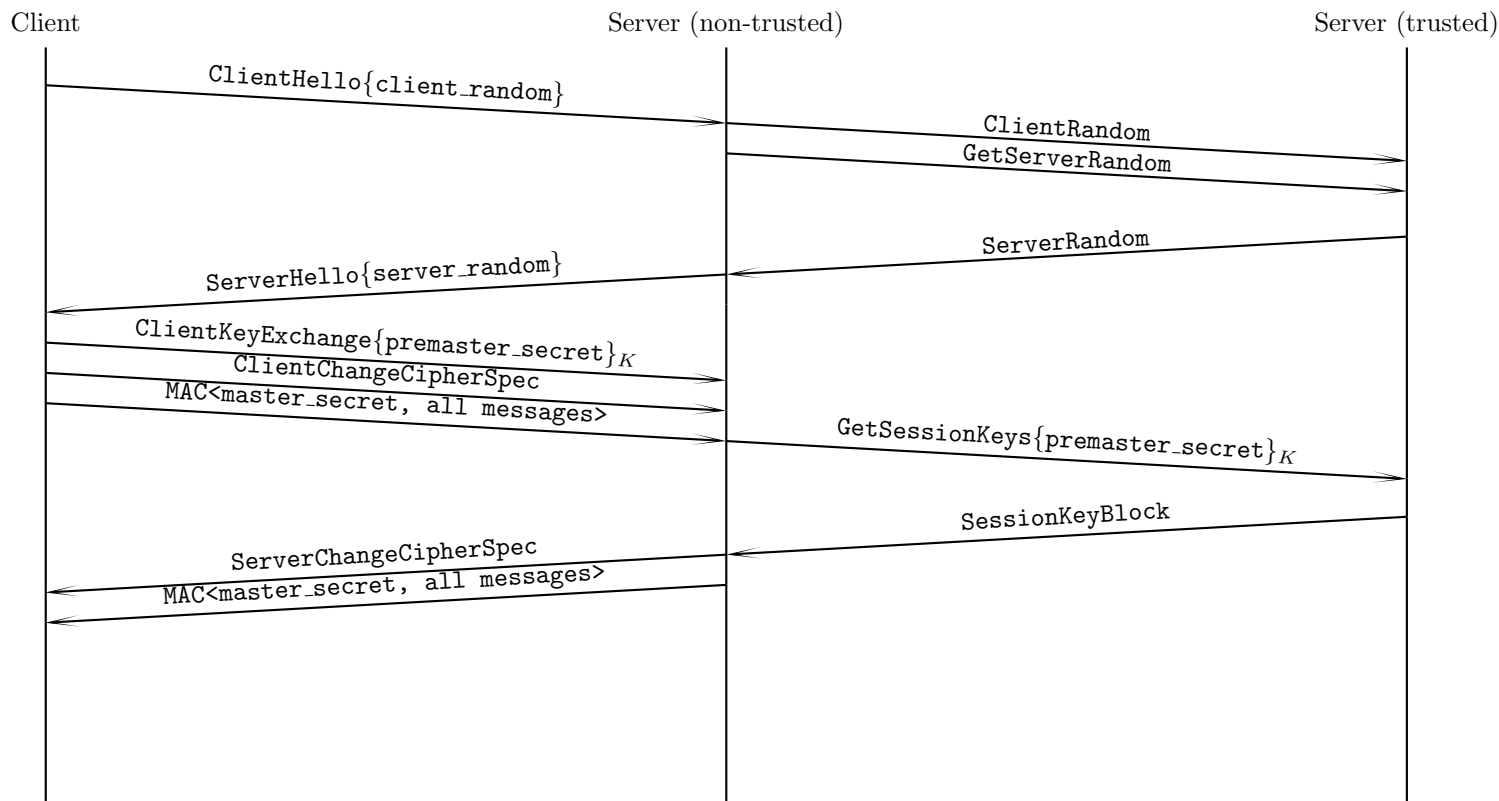 Client
Server (non-trusted)
Server (trusted)
ClientHello{client_random}
ClientRandom
GetServerRandom
ServerRandom
ServerHello{server_random}
ClientKeyExchange{premaster_secret}K
ClientChangeCipherSpec
MAC<master_secret, all messages>
GetSessionKeys{premaster_secret}K
SessionKeyBlock
ServerChangeCipherSpec
MAC<master_secret, all messages>